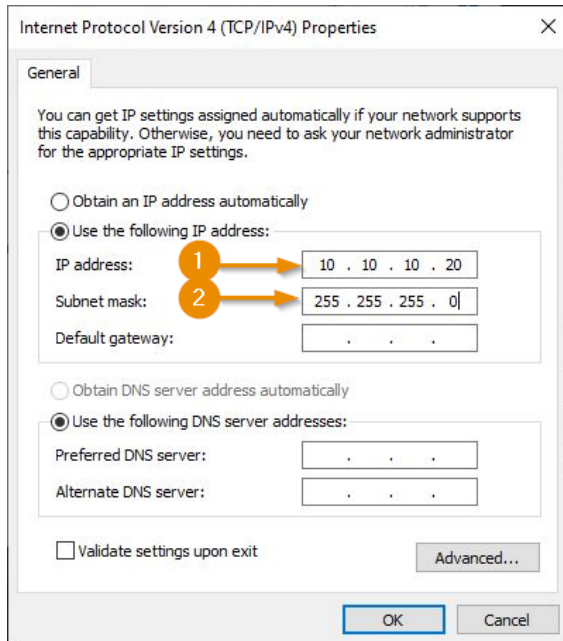 Internet Protocol Version 4 (TCP/IPv4) Properties
General
You can get IP settings assigned automatically if your network supports
this capability. Otherwise, you need to ask your network administrator
for the appropriate IP settings.
Obtain an IP address automatically
Use the following IP address:
IP address: 1 10 . 10 . 10 . 20
Subnet mask: 2 255 . 255 . 255 . 0
Default gateway: . . .
Obtain DNS server address automatically
Use the following DNS server addresses:
Preferred DNS server: . . .
Alternate DNS server: . . .
Validate settings upon exit
Advanced...
OK Cancel